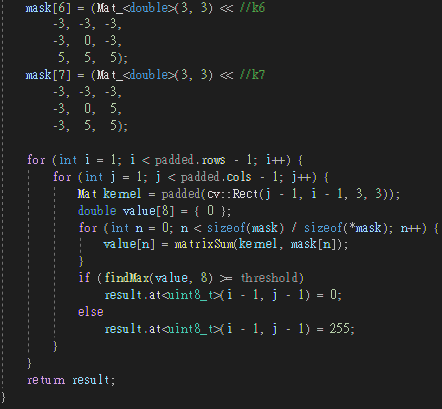 mask[6] = (Mat_<double>(3, 3) << //k6
-3, -3, -3,
-3, 0, -3,
5, 5, 5);
mask[7] = (Mat_<double>(3, 3) << //k7
-3, -3, -3,
-3, 0, 5,
-3, 5, 5);
for (int i = 1; i < padded.rows - 1; i++) {
for (int j = 1; j < padded.cols - 1; j++) {
Mat kernel = padded(cv::Rect(j - 1, i - 1, 3, 3));
double value[8] = { 0 };
for (int n = 0; n < sizeof(mask) / sizeof(*mask); n++) {
value[n] = matrixSum(kernel, mask[n]);
}
if (findMax(value, 8) >= threshold)
result.at<uint8_t>(i - 1, j - 1) = 0;
else
result.at<uint8_t>(i - 1, j - 1) = 255;
}
}
return result;
}